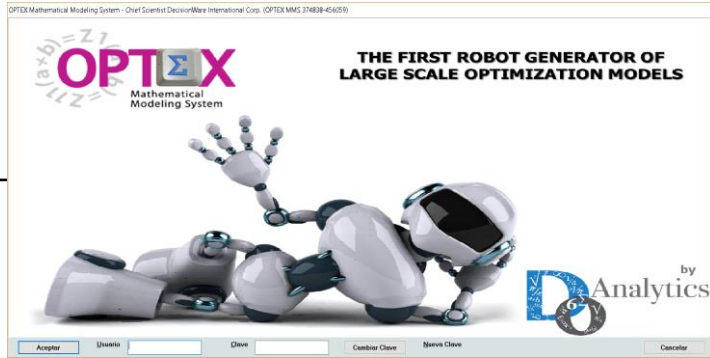 OPTEX Mathematical Modeling System - Chief Scientist DecisionWare International Corp. (OPTEX MMS 374838-456059)
OPTΣX
Mathematical
Modeling System
THE FIRST ROBOT GENERATOR OF
LARGE SCALE OPTIMIZATION MODELS
by
Analytics
Aceptar Usuario Clave Cambiar Clave Nueva Clave Cancelar